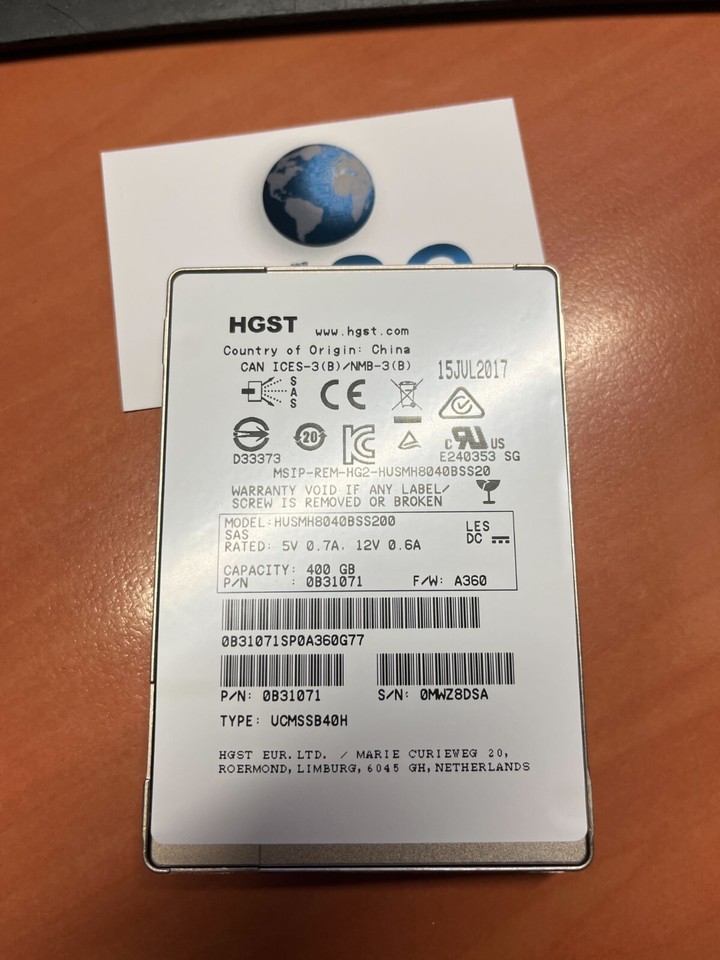 HGST www.hgst.com
Country of Origin: China
CAN ICES-3(B)/NMB-3(B)
15JUL2017
SAS
CE
D33373
20
C UR US
E240353 SG
MSIP-REM-HG2-HUSMH8040BSS20
WARRANTY VOID IF ANY LABEL/
SCREW IS REMOVED OR BROKEN
MODEL:HUSMH8040BSS200
SAS
RATED: 5V 0.7A, 12V 0.6A
LES
DC
CAPACITY: 400 GB
P/N : 0B31071 F/W: A360
0B31071SP0A360G77
P/N: 0B31071 S/N: 0MWZ8DSA
TYPE: UCMSSB40H
HGST EUR.LTD. / MARIE CURIEWEG 20,
ROERMOND,LIMBURG,6045 GH,NETHERLANDS